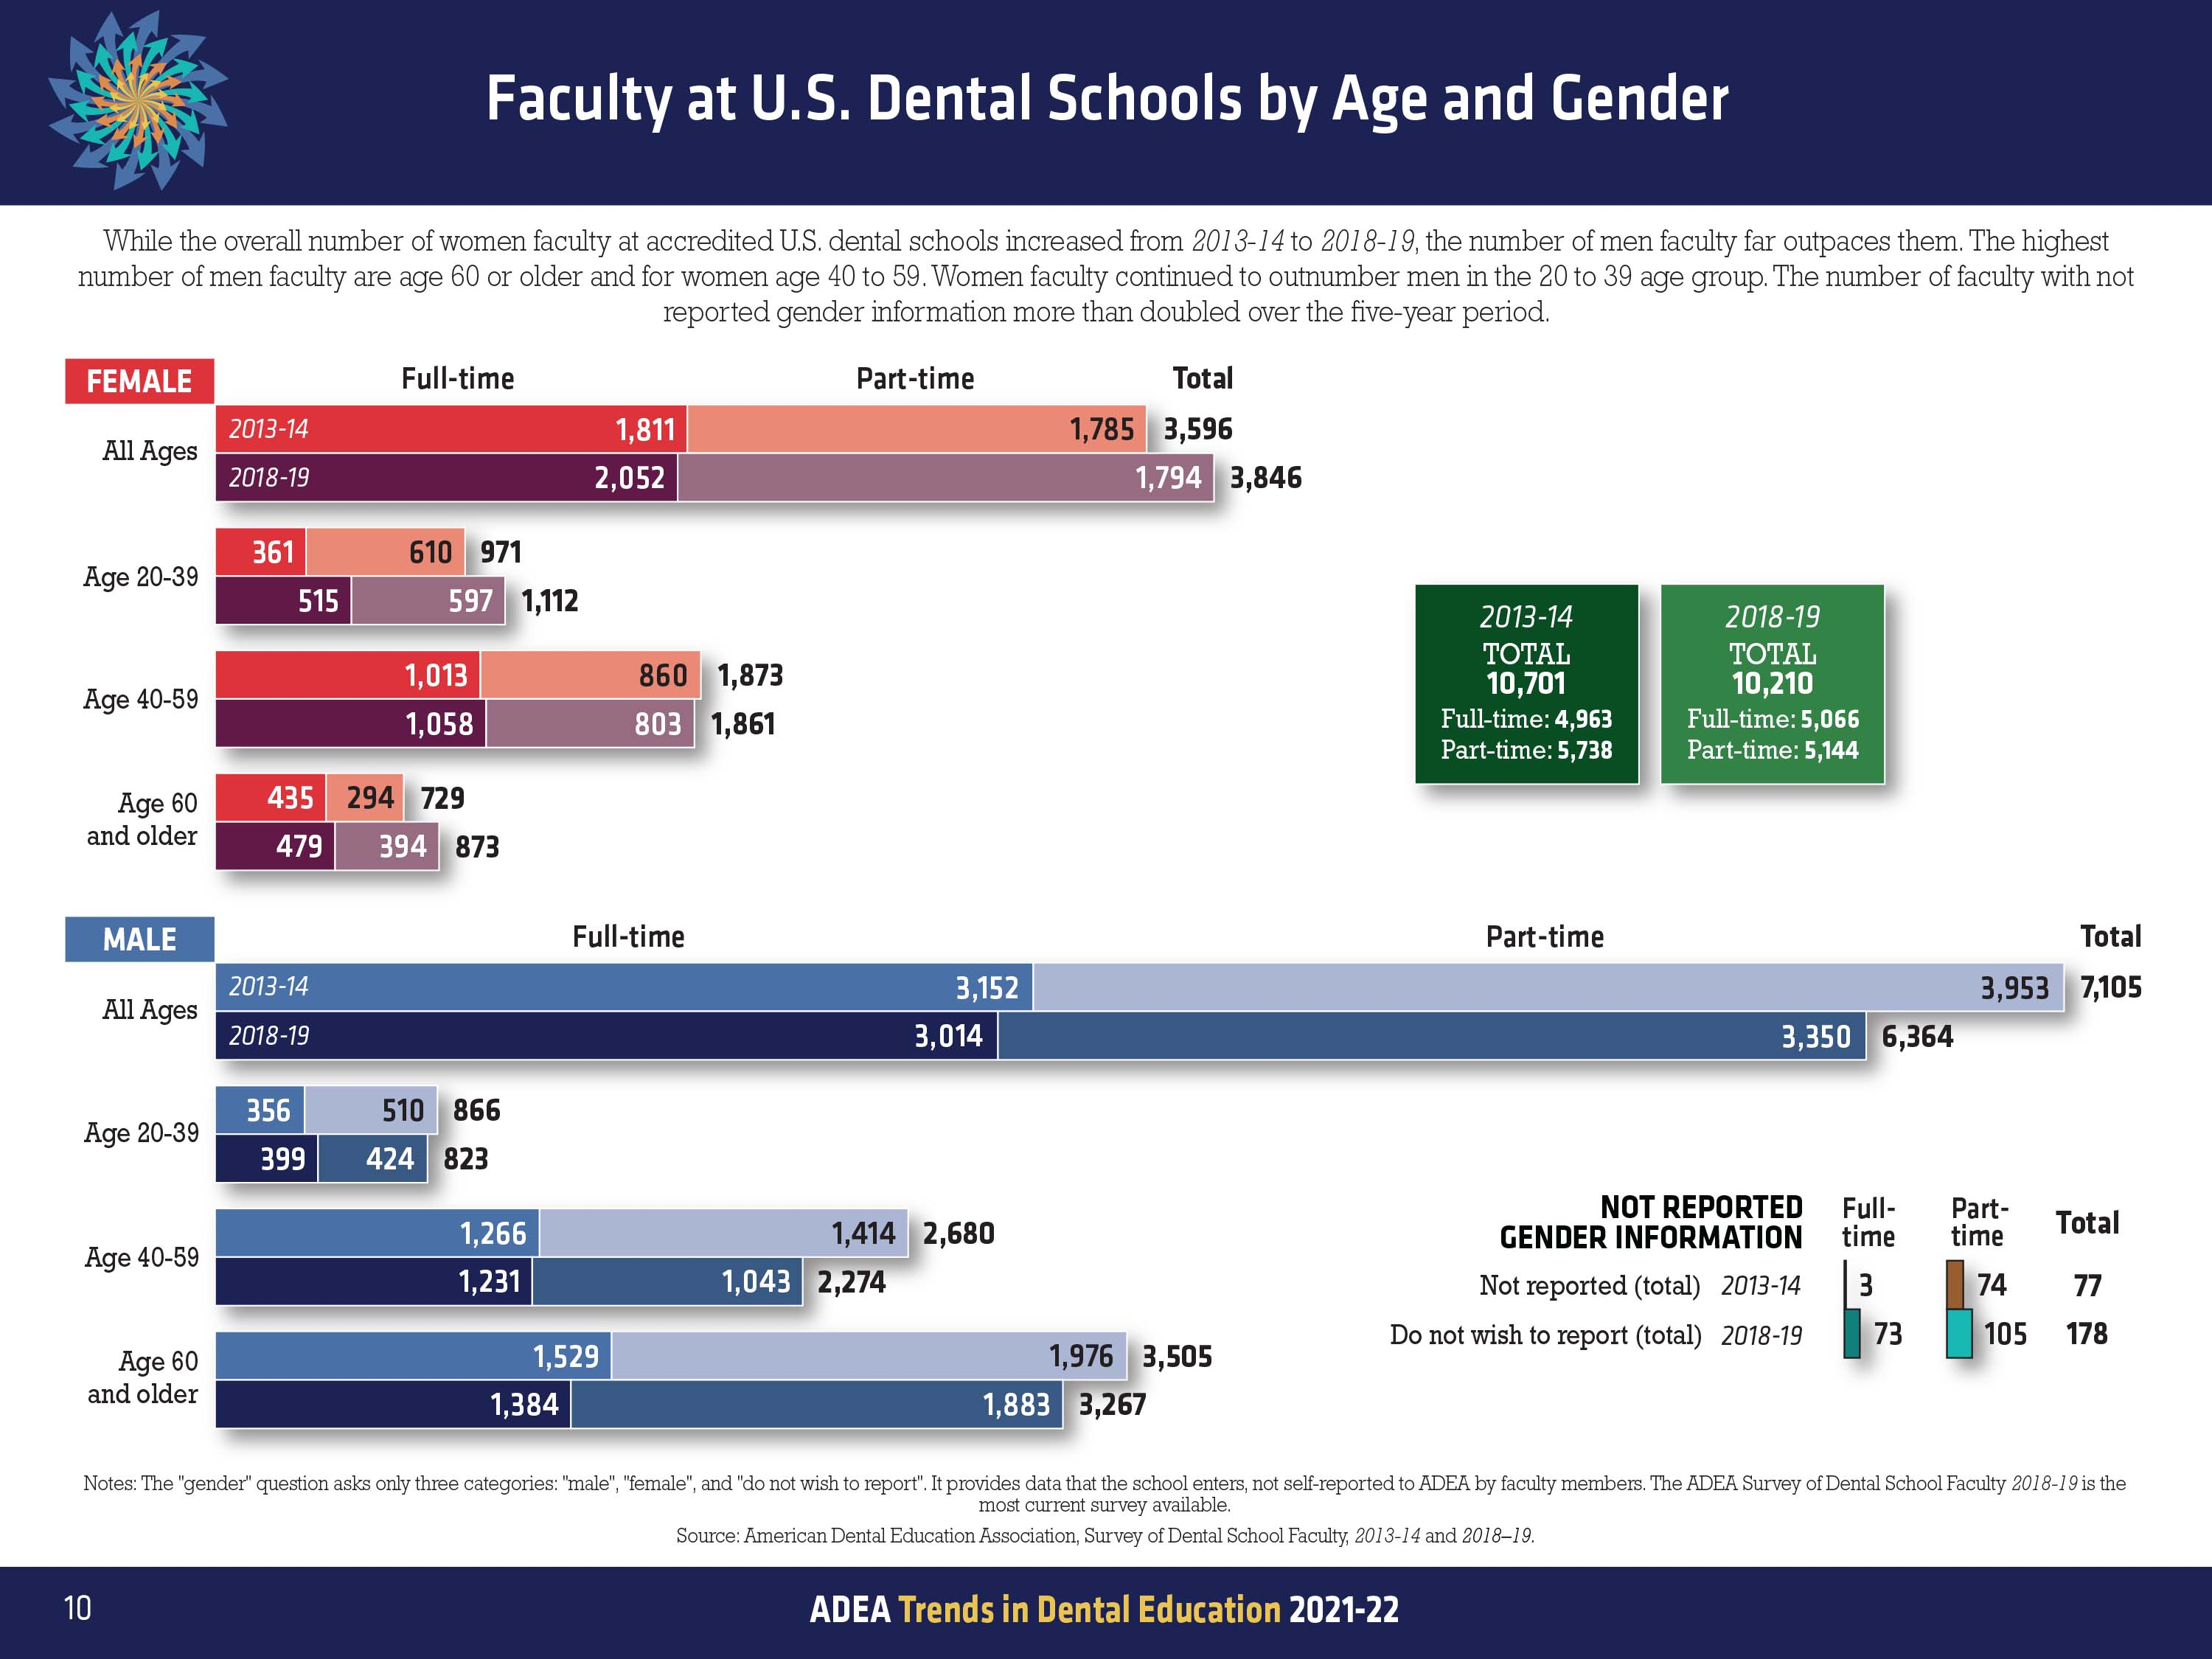 Faculty at U.S. Dental Schools by Age and Gender
While the overall number of women faculty at accredited U.S. dental schools increased from 2013-14 to 2018-19, the number of men faculty far outpaces them. The highest
number of men faculty are age 60 or older and for women age 40 to 59. Women faculty continued to outnumber men in the 20 to 39 age group. The number of faculty with not
reported gender information more than doubled over the five-year period.
FEMALE Full-time Part-time Total
All Ages
2013-14 1,811 1,785 3,596
2018-19 2,052 1,794 3,846
Age 20-39
361 610 971
515 597 1,112
Age 40-59
1,013 860 1,873
1,058 803 1,861
Age 60
and older
435 294 729
479 394 873
2013-14
TOTAL
10,701
Full-time: 4,963
Part-time: 5,738
2018-19
TOTAL
10,210
Full-time: 5,066
Part-time: 5,144
MALE Full-time Part-time Total
All Ages
2013-14 3,152 3,953 7,105
2018-19 3,014 3,350 6,364
Age 20-39
356 510 866
399 424 823
Age 40-59
1,266 1,414 2,680
1,231 1,043 2,274
Age 60
and older
1,529 1,976 3,505
1,384 1,883 3,267
NOT REPORTED
GENDER INFORMATION
Full-
time
Part-
time
Total
Not reported (total) 2013-14 3 74 77
Do not wish to report (total) 2018-19 73 105 178
Notes: The "gender" question asks only three categories: "male", "female", and "do not wish to report". It provides data that the school enters, not self-reported to ADEA by faculty members. The ADEA Survey of Dental School Faculty 2018-19 is the
most current survey available.
Source: American Dental Education Association, Survey of Dental School Faculty, 2013-14 and 2018–19.
10
ADEA Trends in Dental Education 2021-22